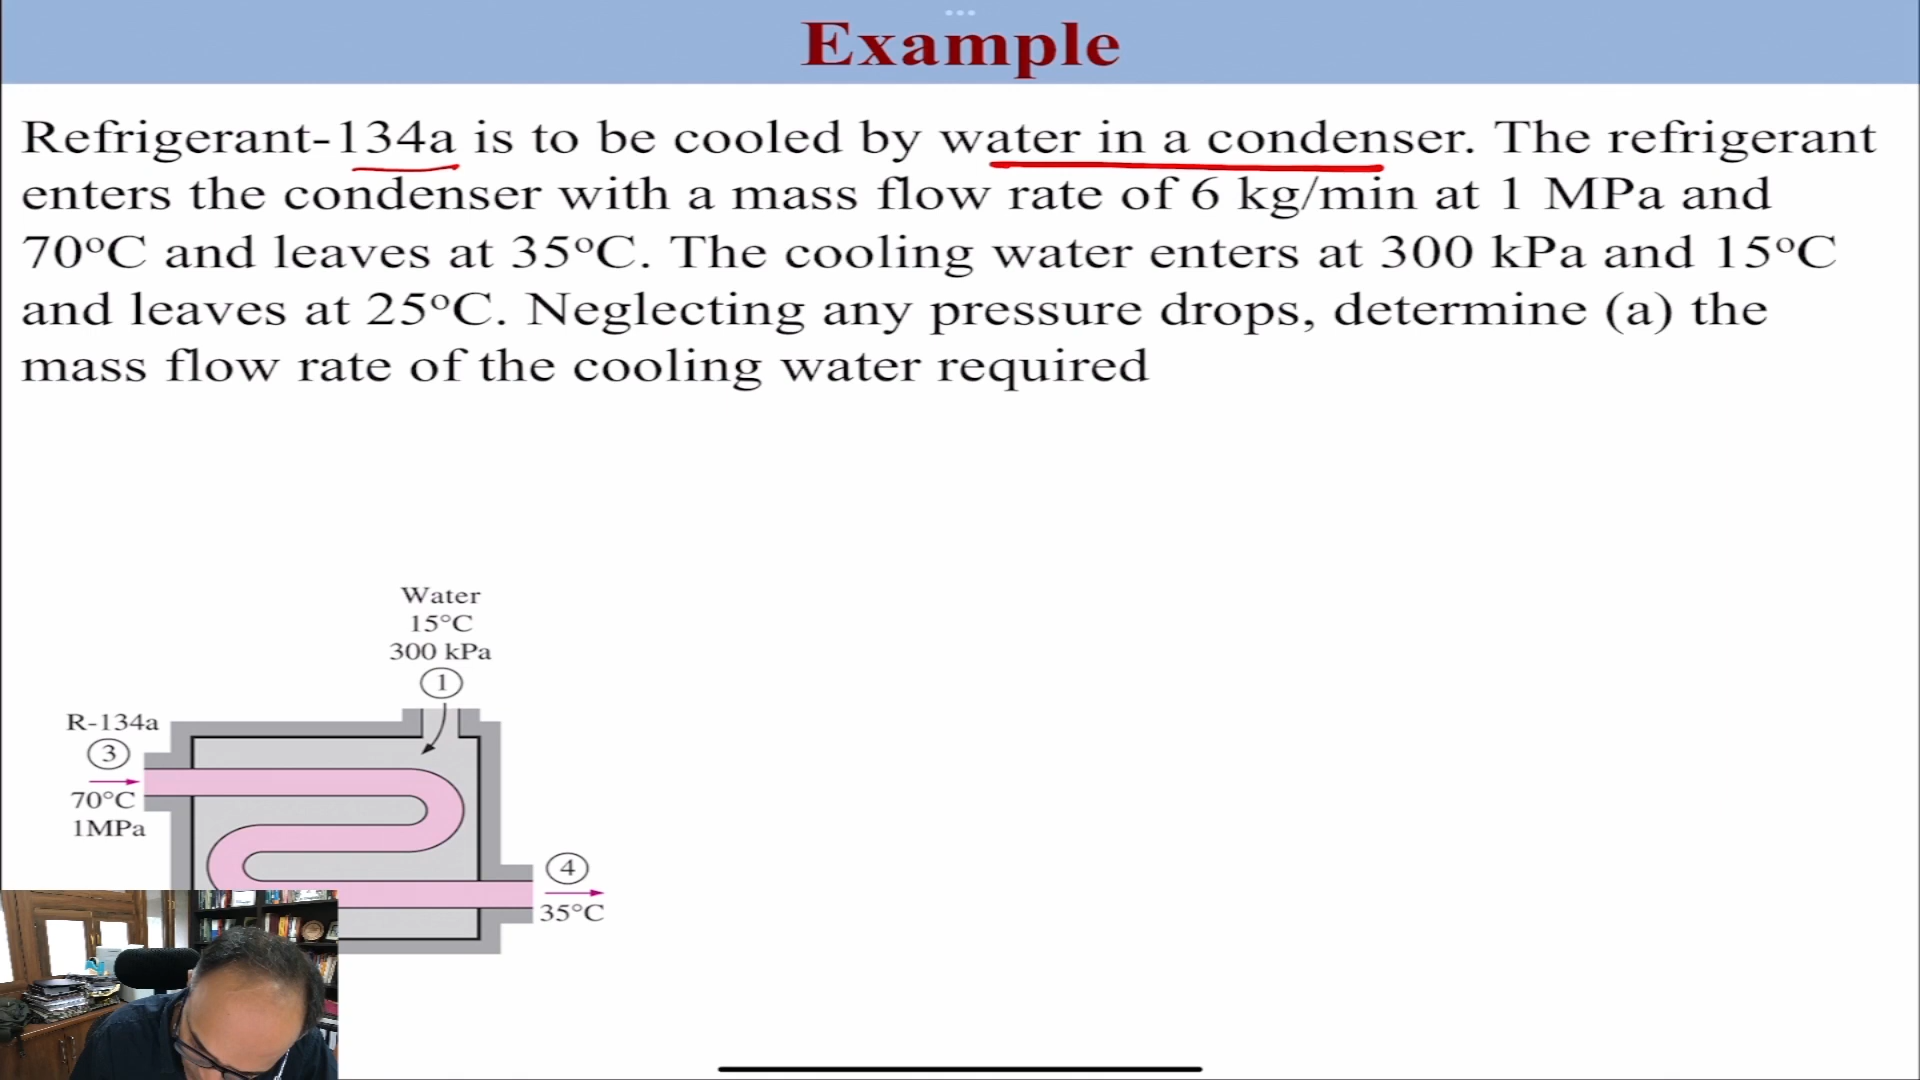 Example
Refrigerant-134a is to be cooled by water in a condenser. The refrigerant
enters the condenser with a mass flow rate of 6 kg/min at 1 MPa and
70°C and leaves at 35°C. The cooling water enters at 300 kPa and 15°C
and leaves at 25°C. Neglecting any pressure drops, determine (a) the
mass flow rate of the cooling water required
Water
15°C
300 kPa
1
R-134a
3
70°C
1MPa
4
35°C